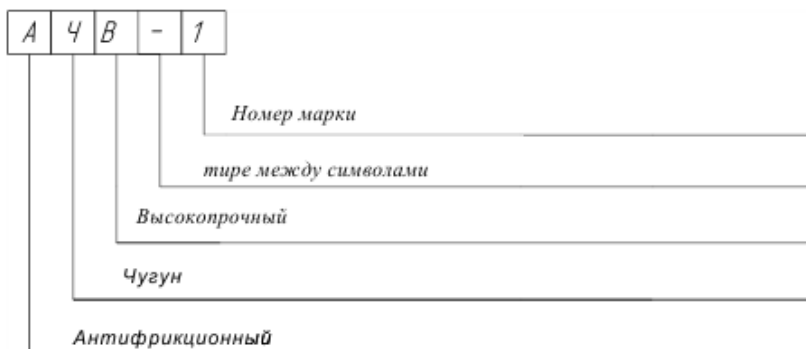 А Ч В - 1
Номер марки
тире между символами
Высокопрочный
Чугун
Антифрикционный